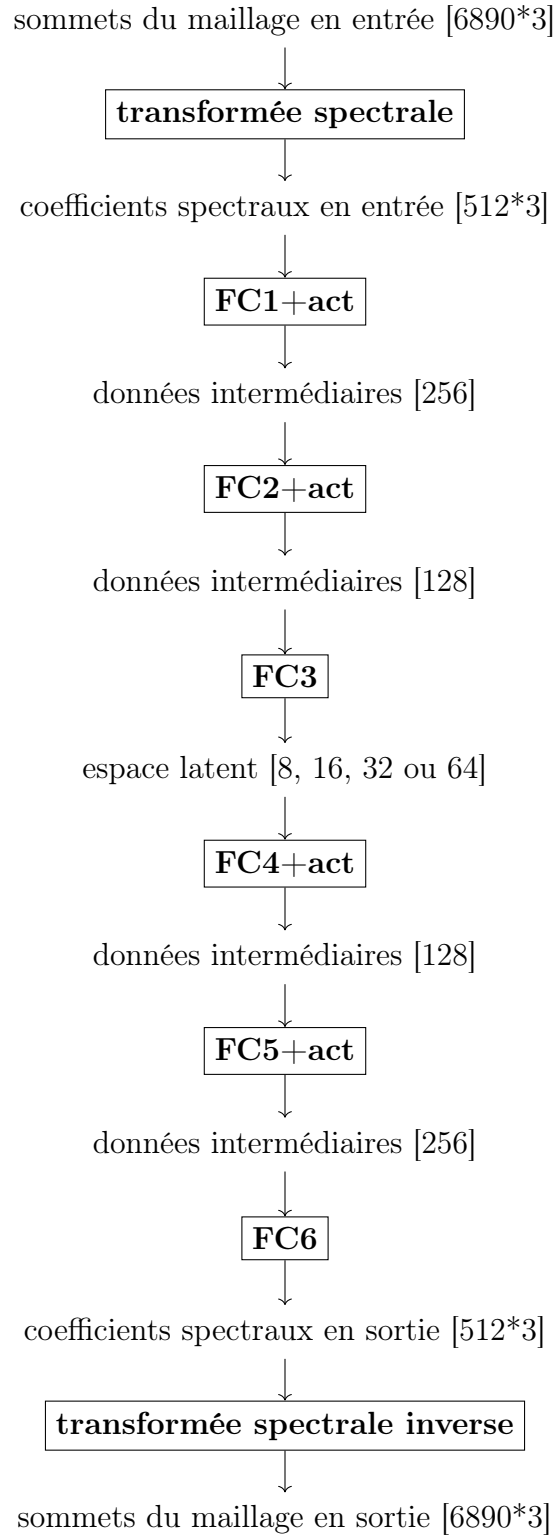 sommets du maillage en entrée [6890*3]
transformée spectrale
coefficients spectraux en entrée [512*3]
FC1+act
données intermédiaires [256]
FC2+act
données intermédiaires [128]
FC3
espace latent [8, 16, 32 ou 64]
FC4+act
données intermédiaires [128]
FC5+act
données intermédiaires [256]
FC6
coefficients spectraux en sortie [512*3]
transformée spectrale inverse
sommets du maillage en sortie [6890*3]